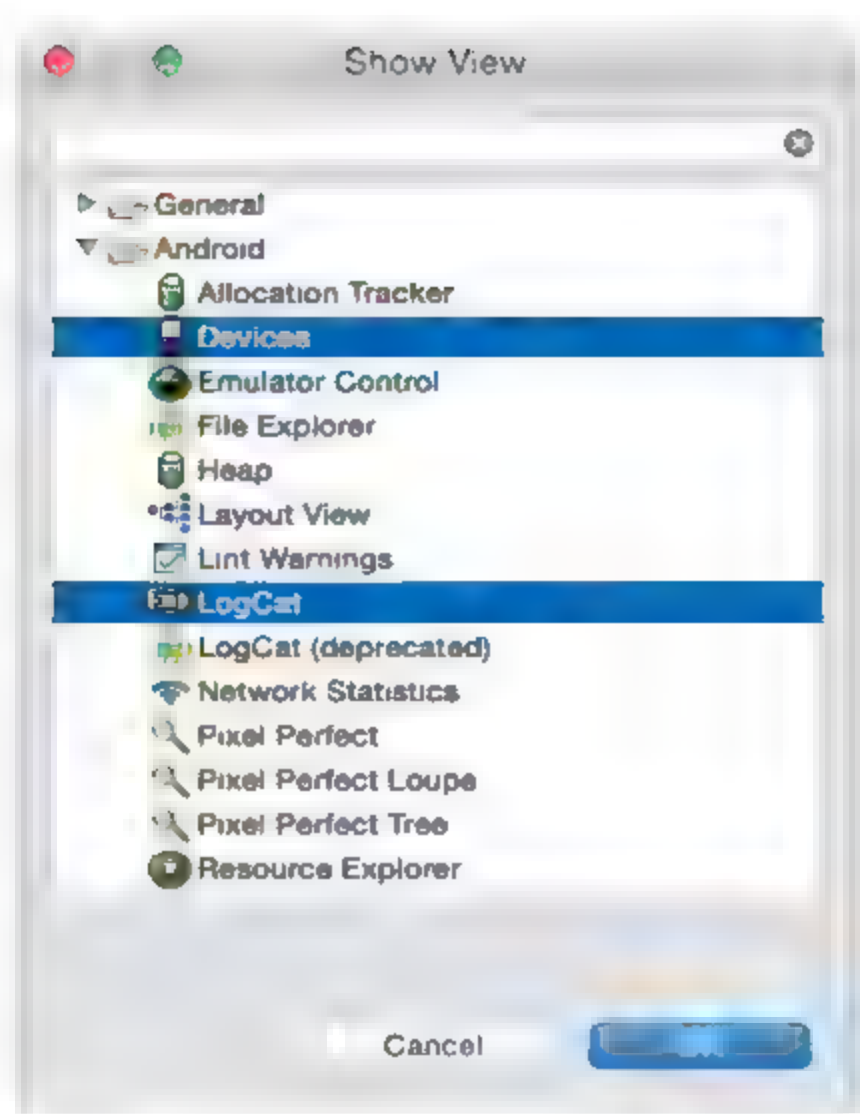 Show View
General
Android
Allocation Tracker
Devices
Emulator Control
File Explorer
Heap
Layout View
Lint Warnings
LogCat
LogCat (deprecated)
Network Statistics
Pixel Perfect
Pixel Perfect Loupe
Pixel Perfect Tree
Resource Explorer
Cancel